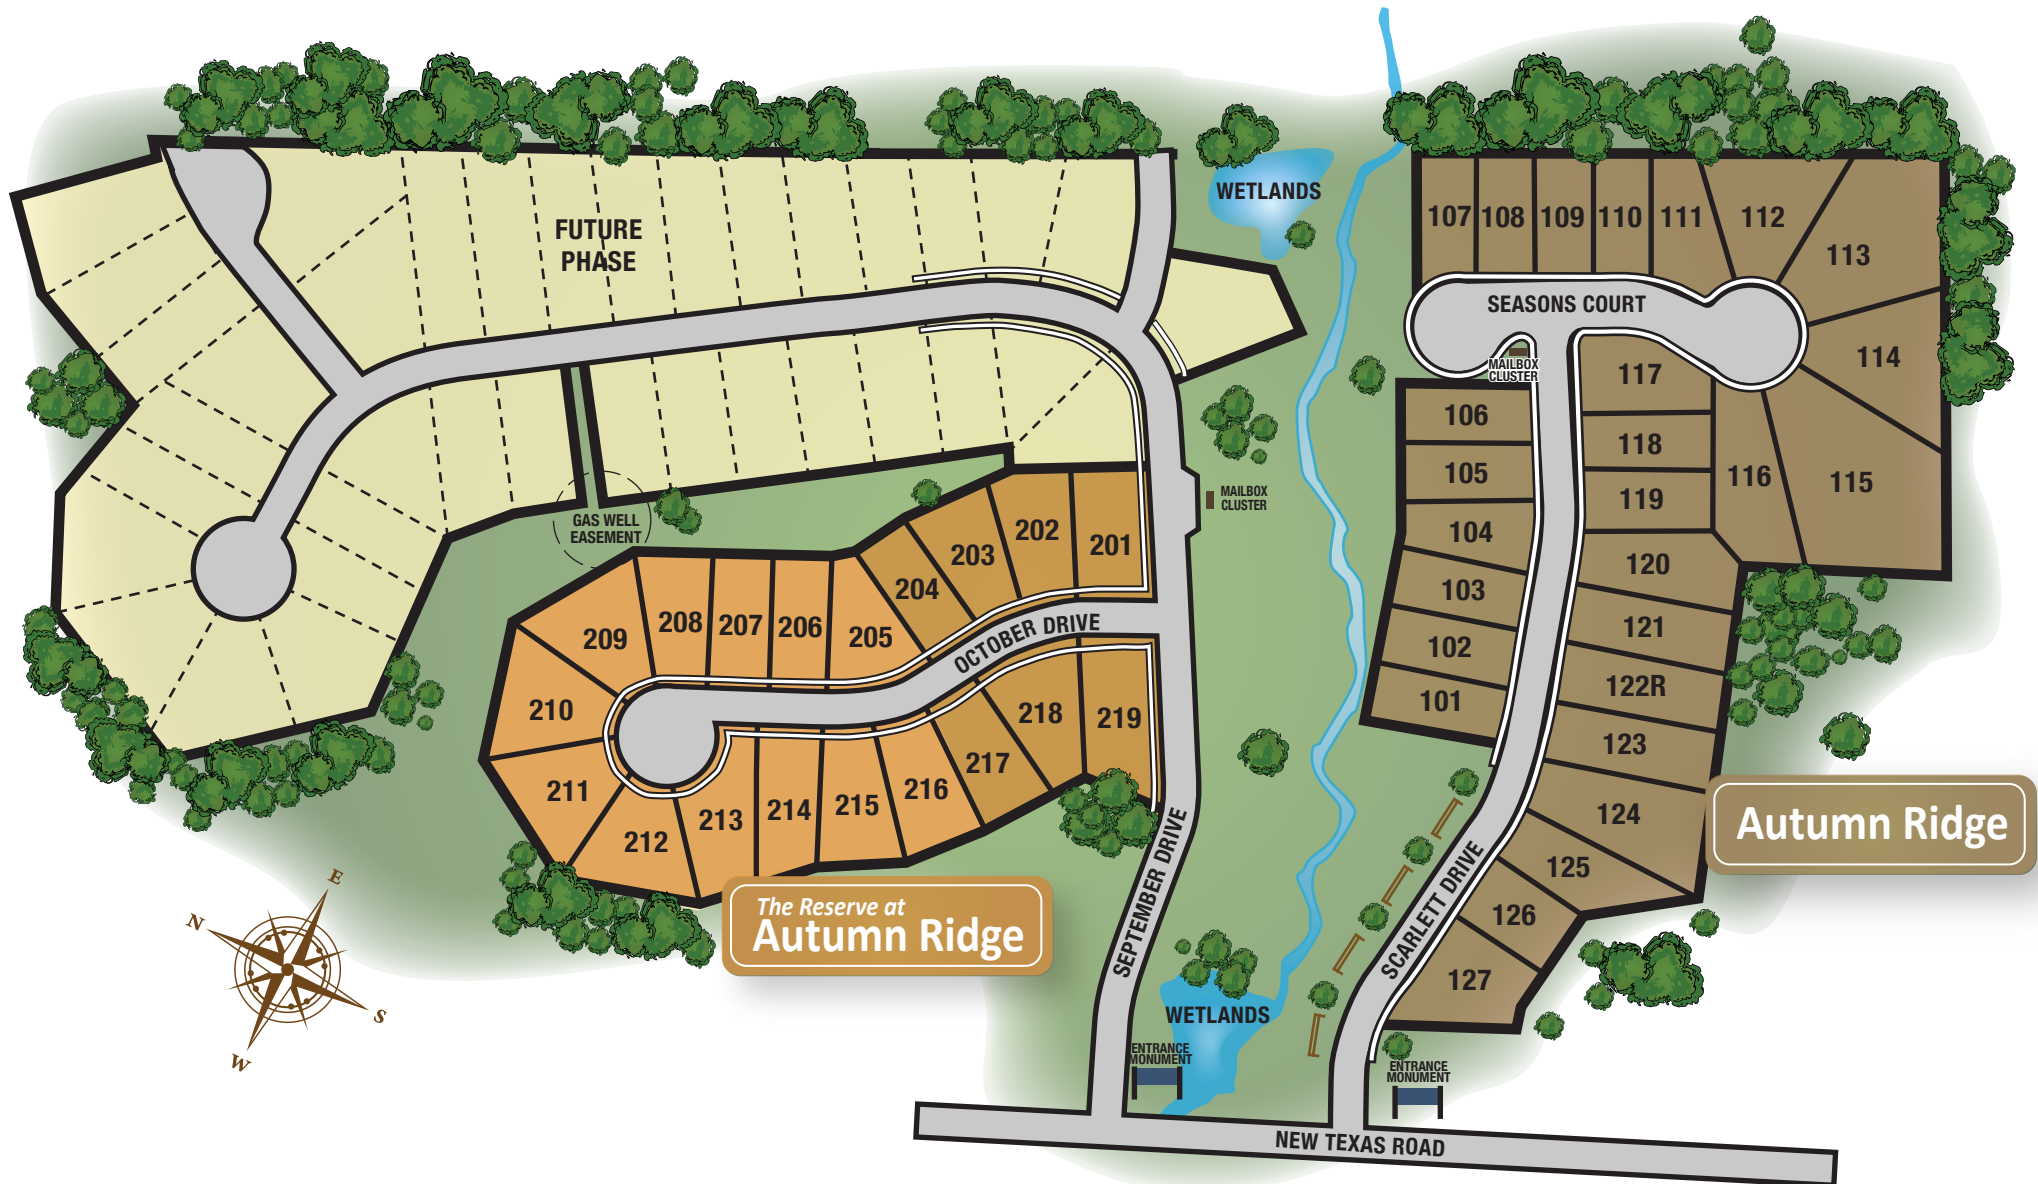 FUTURE
PHASE
WETLANDS
107
108
109
110
111
112
113
114
115
116
SEASONS COURT
MAILBOX
CLUSTER
117
118
119
120
121
122R
123
124
125
126
127
106
105
104
103
102
101
MAILBOX
CLUSTER
GAS WELL
EASEMENT
201
202
203
204
205
206
207
208
209
210
211
212
213
214
215
216
217
218
219
OCTOBER DRIVE
SEPTEMBER DRIVE
SCARLETT DRIVE
Autumn Ridge
The Reserve at
Autumn Ridge
N
E
S
W
WETLANDS
ENTRANCE
MONUMENT
ENTRANCE
MONUMENT
NEW TEXAS ROAD